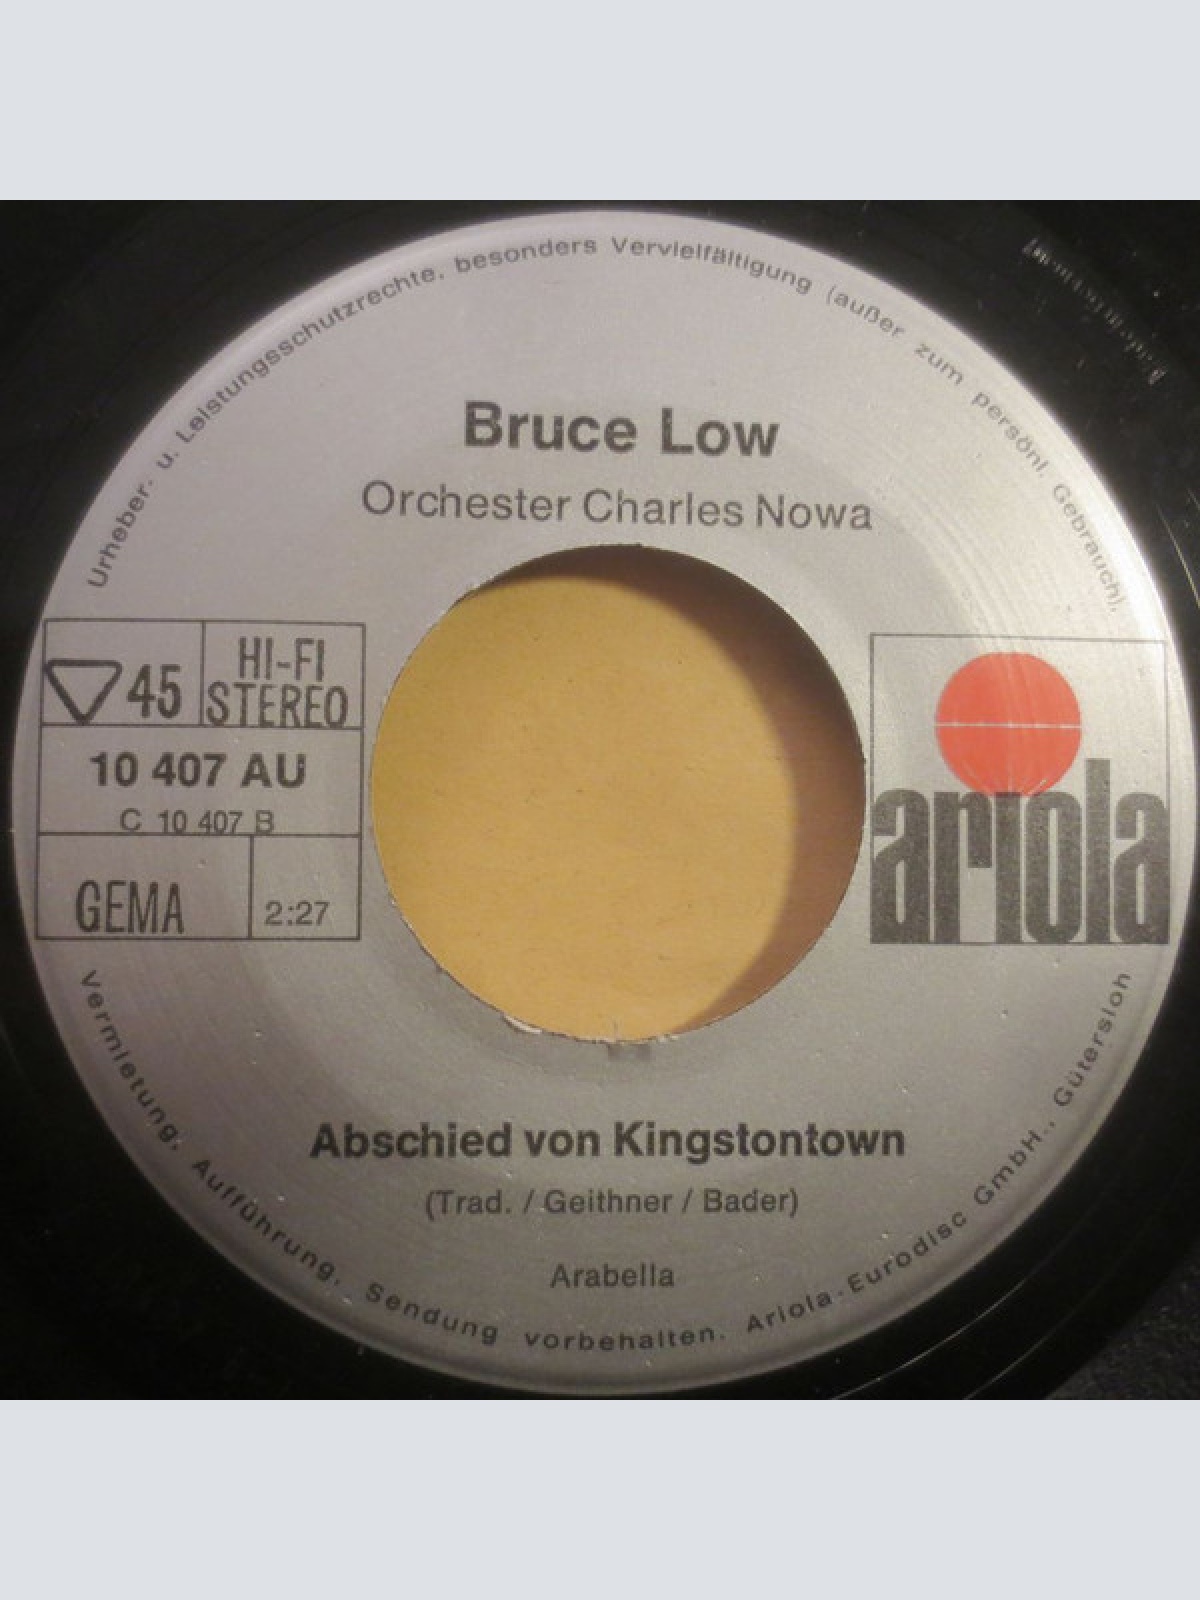 Urheber- u. Leistungsschutzrechte, besonders Vervielfältigung (außer zum persönl. Gebrauch),
Bruce Low
Orchester Charles Nowa
45
HI-FI
STEREO
10 407 AU
C 10 407 B
GEMA
2:27
ariola
Abschied von Kingstontown
(Trad. / Geithner / Bader)
Arabella
Vermietung, Aufführung, Sendung vorbehalten. Ariola-Eurodisc GmbH., Gütersloh